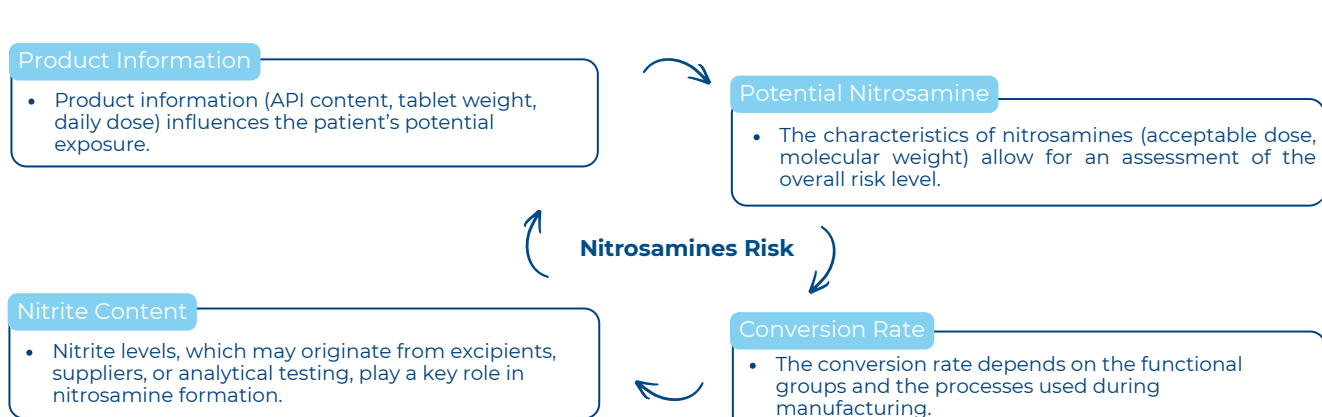 Product Information
• Product information (API content, tablet weight,
daily dose) influences the patient's potential
exposure.
Potential Nitrosamine
• The characteristics of nitrosamines (acceptable dose,
molecular weight) allow for an assessment of the
overall risk level.
Nitrosamines Risk
Nitrite Content
• Nitrite levels, which may originate from excipients,
suppliers, or analytical testing, play a key role in
nitrosamine formation.
Conversion Rate
• The conversion rate depends on the functional
groups and the processes used during
manufacturing.